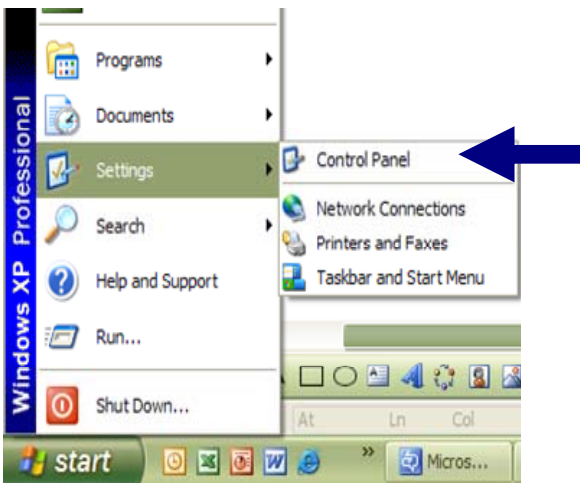 Windows XP Professional
Programs
Documents
Settings
Search
Help and Support
Run...
Shut Down...
Control Panel
Network Connections
Printers and Faxes
Taskbar and Start Menu
At Ln Col
start
» Micros...